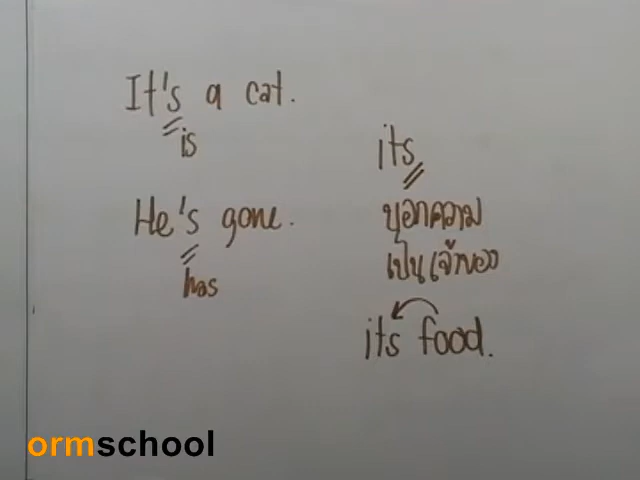 It's a cat.
is
He's gone.
has
its
บอกความ
เป็นเจ้าของ
its food.
ormschool